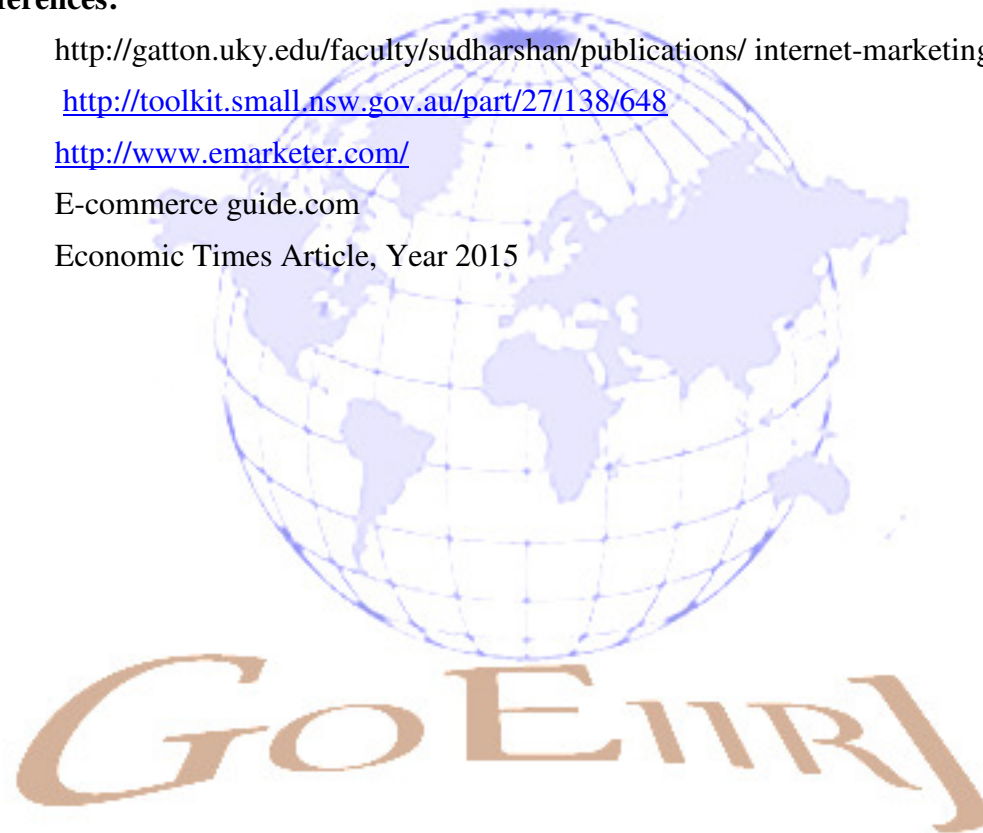 ferences:
http://gatton.uky.edu/faculty/sudharshan/publications/ internet-marketing
http://toolkit.small.nsw.gov.au/part/27/138/648
http://www.emarketer.com/
E-commerce guide.com
Economic Times Article, Year 2015
GOEIIRJ